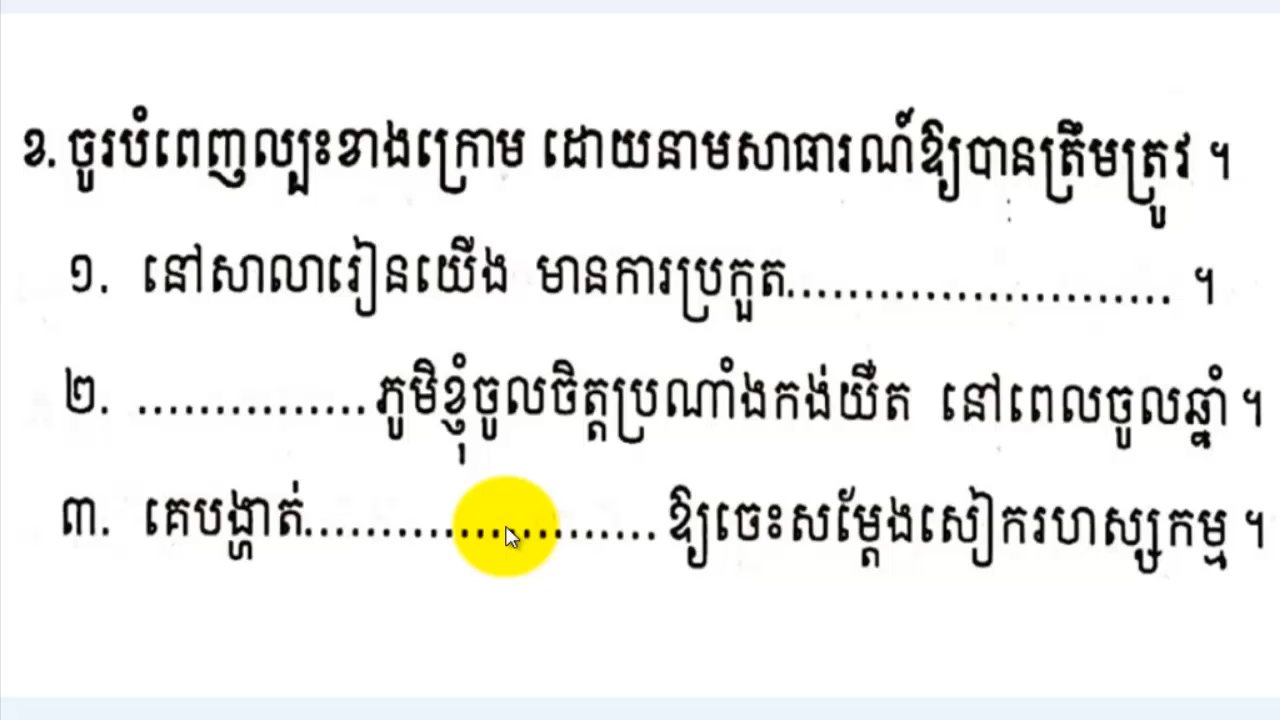 ខ. ចូរបំពេញល្បះខាងក្រោម ដោយនាមសាធារណ៍ឱ្យបានត្រឹមត្រូវ ។
១. នៅសាលារៀនយើង មានការប្រកួត......................... ។
២. ...............ភូមិខ្ញុំចូលចិត្តប្រណាំងកង់យឺត នៅពេលចូលឆ្នាំ ។
៣. គេបង្ហាត់.......................ឱ្យចេះសម្ដែងសៀករហស្សកម្ម ។